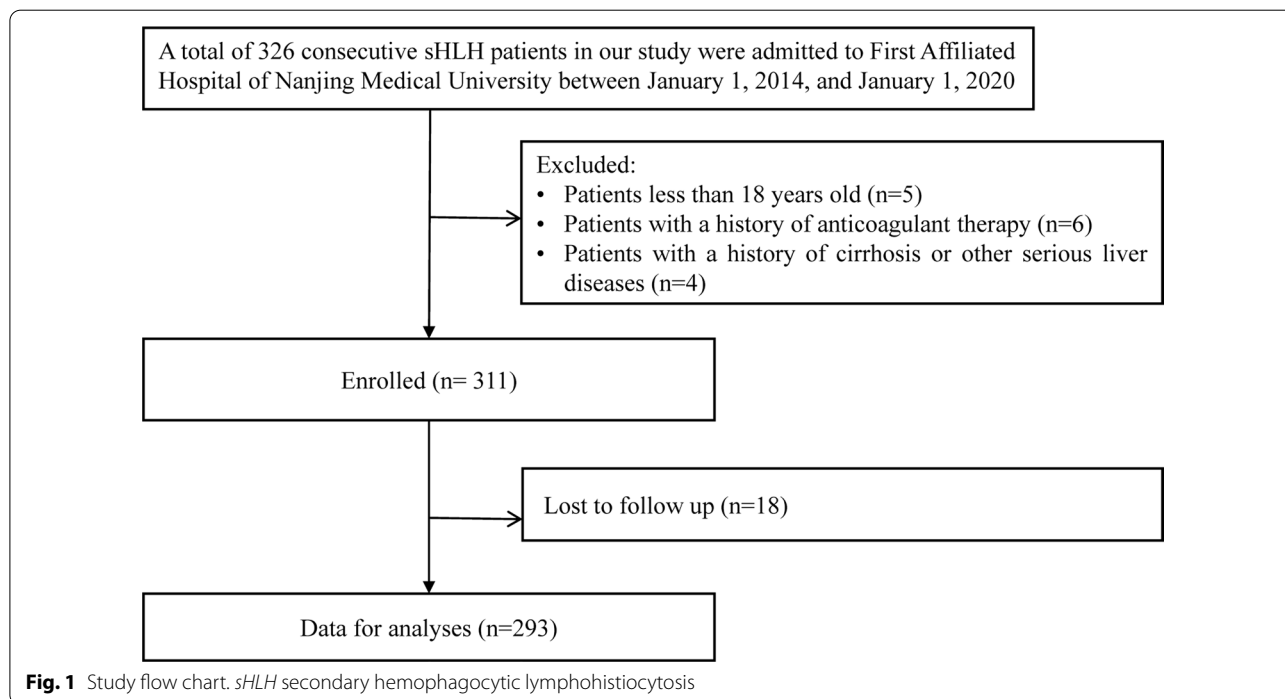 A total of 326 consecutive sHLH patients in our study were admitted to First Affiliated
Hospital of Nanjing Medical University between January 1, 2014, and January 1, 2020
Excluded:
• Patients less than 18 years old (n=5)
• Patients with a history of anticoagulant therapy (n=6)
• Patients with a history of cirrhosis or other serious liver
diseases (n=4)
Enrolled (n= 311)
Lost to follow up (n=18)
Data for analyses (n=293)
Fig. 1 Study flow chart. sHLH secondary hemophagocytic lymphohistiocytosis